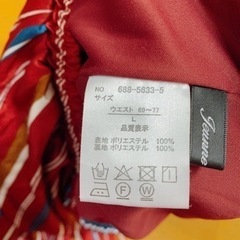 NO 688-5833-5
サイズ
ウエスト 69〜77
L
品質表示
表地 ポリエステル 100%
裏地 ポリエステル 100%